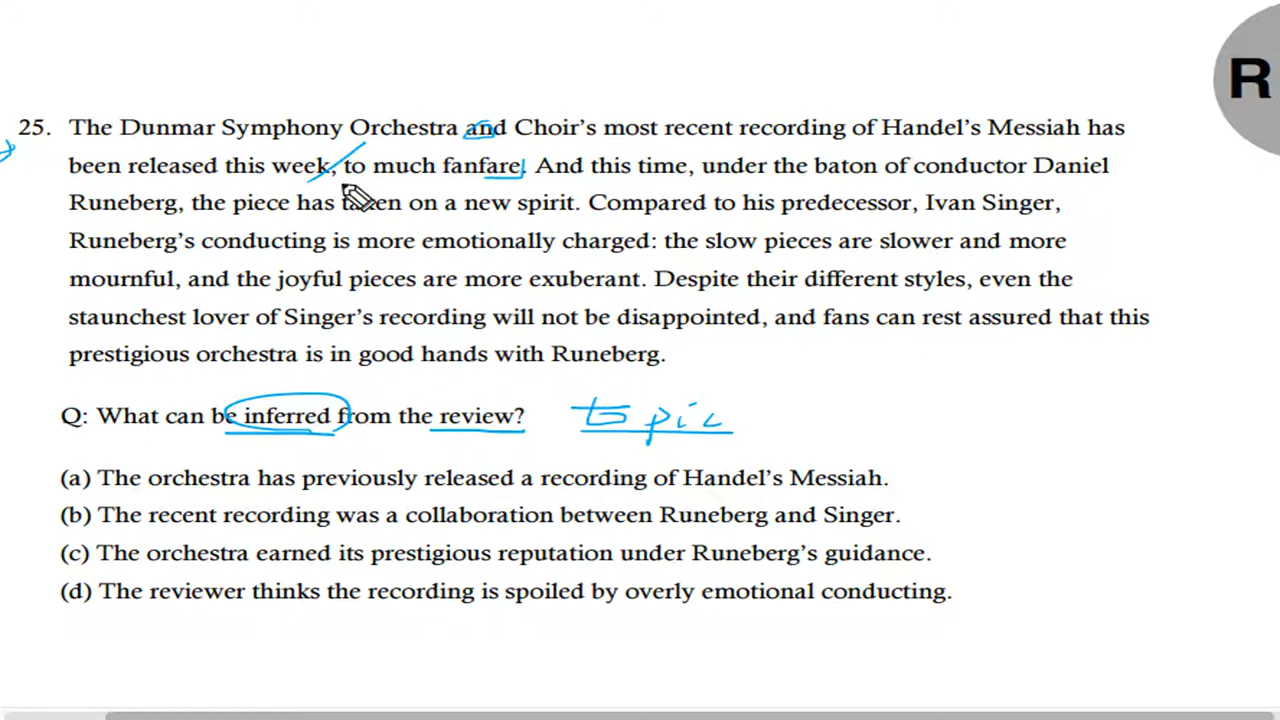 R
25. The Dunmar Symphony Orchestra and Choir's most recent recording of Handel's Messiah has
been released this week, to much fanfare. And this time, under the baton of conductor Daniel
Runeberg, the piece has taken on a new spirit. Compared to his predecessor, Ivan Singer,
Runeberg's conducting is more emotionally charged: the slow pieces are slower and more
mournful, and the joyful pieces are more exuberant. Despite their different styles, even the
staunchest lover of Singer's recording will not be disappointed, and fans can rest assured that this
prestigious orchestra is in good hands with Runeberg.
Q: What can be inferred from the review? topic
(a) The orchestra has previously released a recording of Handel's Messiah.
(b) The recent recording was a collaboration between Runeberg and Singer.
(c) The orchestra earned its prestigious reputation under Runeberg's guidance.
(d) The reviewer thinks the recording is spoiled by overly emotional conducting.